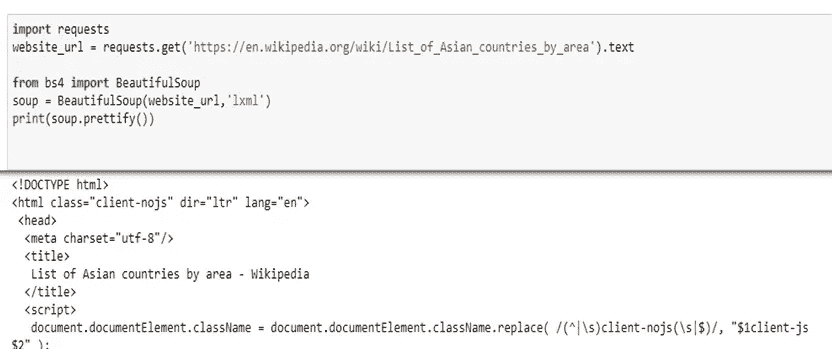 import requests
website_url = requests.get('https://en.wikipedia.org/wiki/List_of_Asian_countries_by_area').text
from bs4 import BeautifulSoup
soup = BeautifulSoup(website_url,'lxml')
print(soup.prettify())
<!DOCTYPE html>
<html class="client-nojs" dir="ltr" lang="en">
<head>
<meta charset="utf-8"/>
<title>
List of Asian countries by area - Wikipedia
</title>
<script>
document.documentElement.className = document.documentElement.className.replace( /(^|\s)client-nojs(\s|$)/, "$1client-js
$2" );